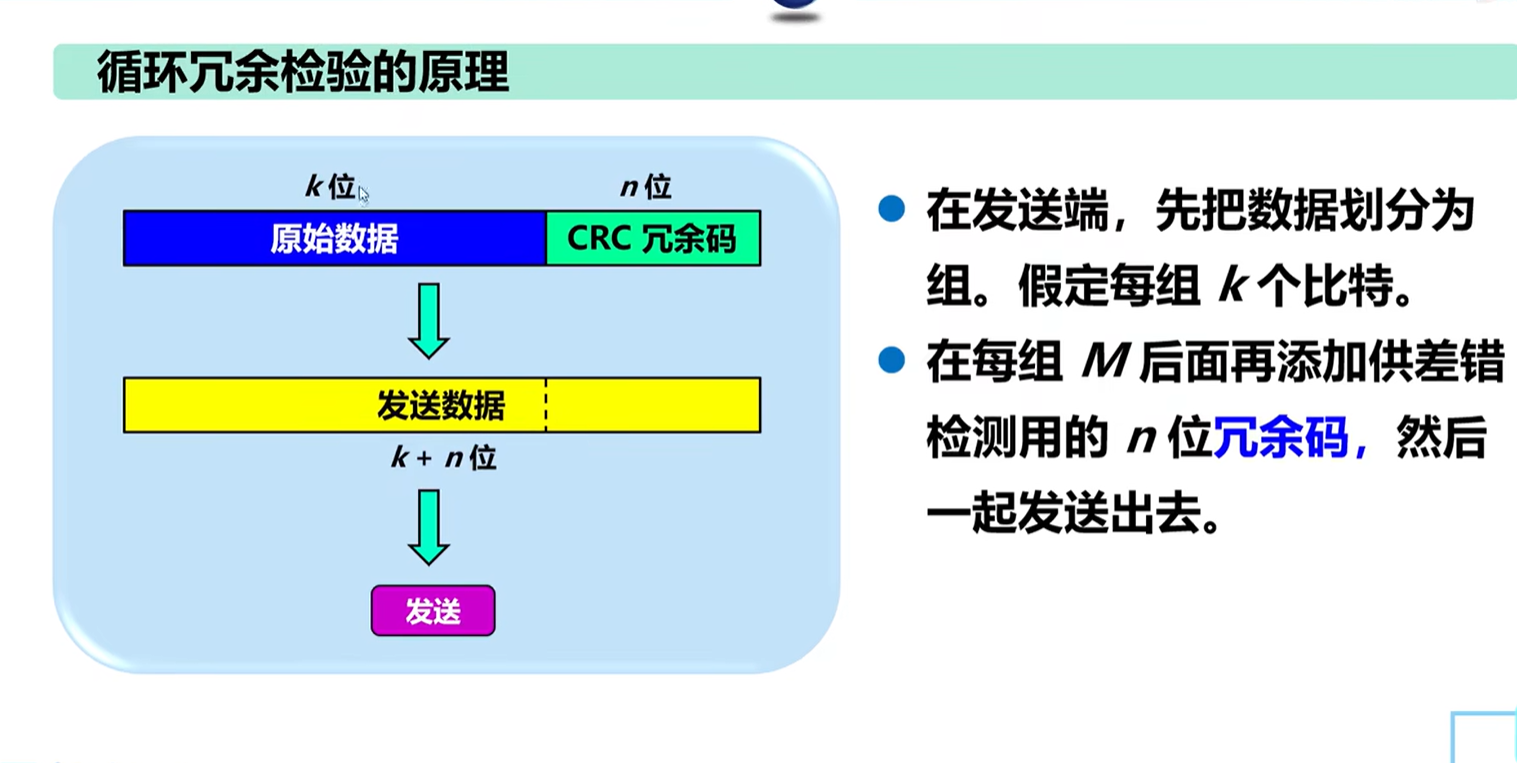 循环冗余检验的原理
k 位
n 位
原始数据
CRC 冗余码
发送数据
k + n 位
发送
在发送端，先把数据划分为
组。假定每组 k 个比特。
在每组 M 后面再添加供差错
检测用的 n 位冗余码，然后
一起发送出去。